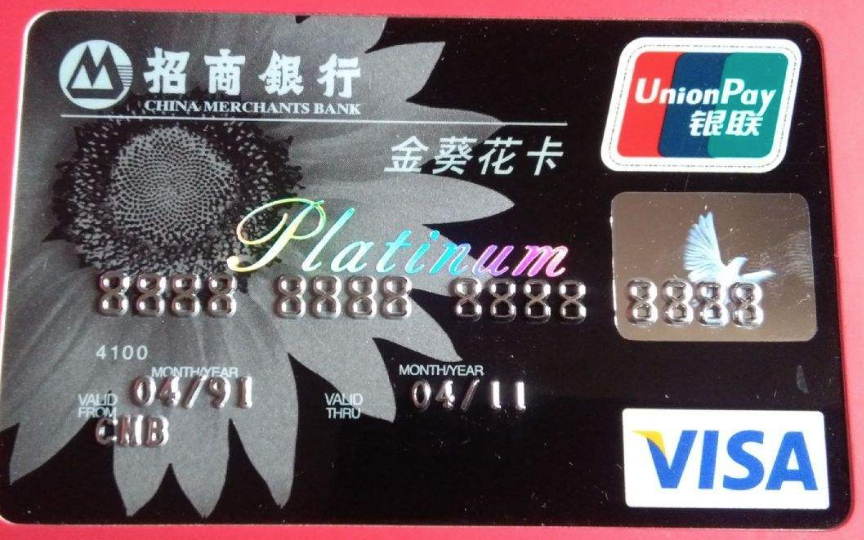 招商銀行
CHINA MERCHANTS BANK
UnionPay
银联
金葵花卡
Platinum
8888 8888 8888 8888
4100
MONTH/YEAR MONTH/YEAR
VALID FROM 04/91 VALID THRU 04/11
CMB
VISA